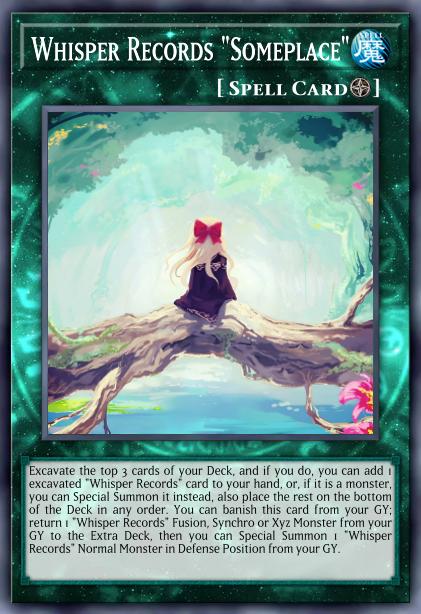 Whisper Records "Someplace"
SPELL
魔
[ Spell Card ]
Excavate the top 3 cards of your Deck, and if you do, you can add 1
excavated "Whisper Records" card to your hand, or, if it is a monster,
you can Special Summon it instead, also place the rest on the bottom
of the Deck in any order. You can banish this card from your GY;
return 1 "Whisper Records" Fusion, Synchro or Xyz Monster from your
GY to the Extra Deck, then you can Special Summon 1 "Whisper
Records" Normal Monster in Defense Position from your GY.